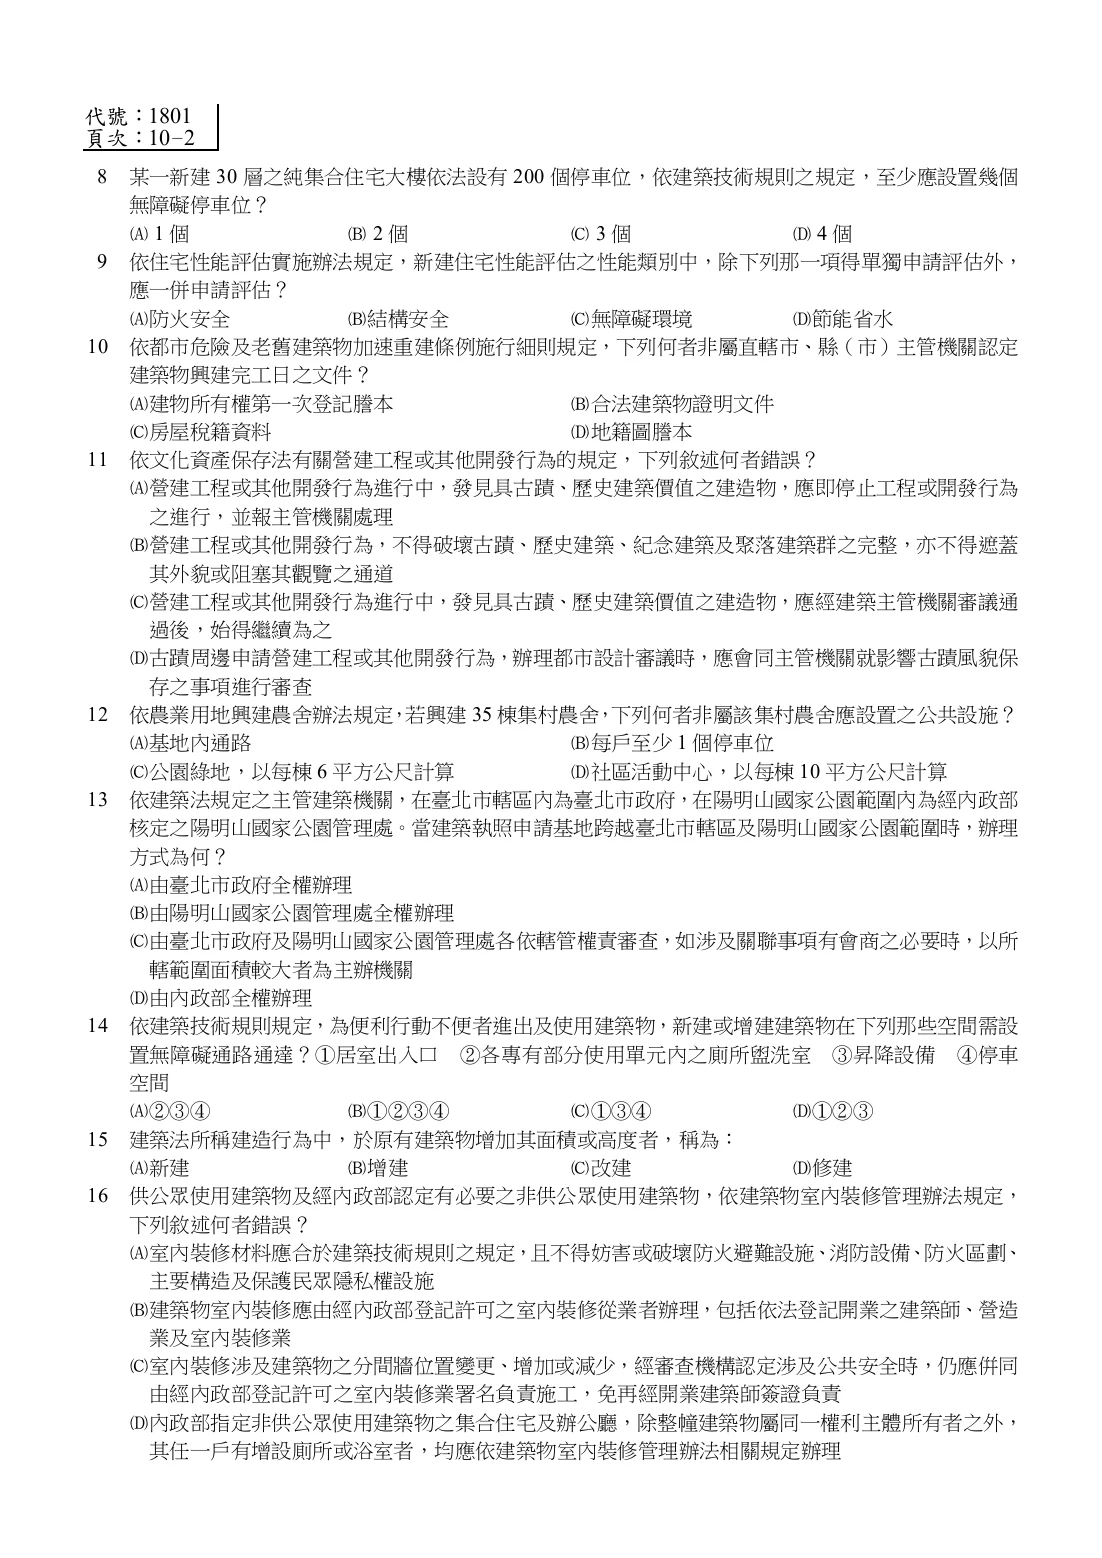 代號：1801
頁次：10－2
8 某一新建 30 層之純集合住宅大樓依法設有 200 個停車位，依建築技術規則之規定，至少應設置幾個
無障礙停車位？
(A) 1 個 (B) 2 個 (C) 3 個 (D) 4 個
9 依住宅性能評估實施辦法規定，新建住宅性能評估之性能類別中，除下列那一項得單獨申請評估外，
應一併申請評估？
(A)防火安全 (B)結構安全 (C)無障礙環境 (D)節能省水
10 依都市危險及老舊建築物加速重建條例施行細則規定，下列何者非屬直轄市、縣（市）主管機關認定
建築物興建完工日之文件？
(A)建物所有權第一次登記謄本 (B)合法建築物證明文件
(C)房屋稅籍資料 (D)地籍圖謄本
11 依文化資產保存法有關營建工程或其他開發行為的規定，下列敘述何者錯誤？
(A)營建工程或其他開發行為進行中，發見具古蹟、歷史建築價值之建造物，應即停止工程或開發行為
之進行，並報主管機關處理
(B)營建工程或其他開發行為，不得破壞古蹟、歷史建築、紀念建築及聚落建築群之完整，亦不得遮蓋
其外貌或阻塞其觀覽之通道
(C)營建工程或其他開發行為進行中，發見具古蹟、歷史建築價值之建造物，應經建築主管機關審議通
過後，始得繼續為之
(D)古蹟周邊申請營建工程或其他開發行為，辦理都市設計審議時，應會同主管機關就影響古蹟風貌保
存之事項進行審查
12 依農業用地興建農舍辦法規定，若興建 35 棟集村農舍，下列何者非屬該集村農舍應設置之公共設施？
(A)基地內通路 (B)每戶至少 1 個停車位
(C)公園綠地，以每棟 6 平方公尺計算 (D)社區活動中心，以每棟 10 平方公尺計算
13 依建築法規定之主管建築機關，在臺北市轄區內為臺北市政府，在陽明山國家公園範圍內為經內政部
核定之陽明山國家公園管理處。當建築執照申請基地跨越臺北市轄區及陽明山國家公園範圍時，辦理
方式為何？
(A)由臺北市政府全權辦理
(B)由陽明山國家公園管理處全權辦理
(C)由臺北市政府及陽明山國家公園管理處各依轄管權責審查，如涉及關聯事項有會商之必要時，以所
轄範圍面積較大者為主辦機關
(D)由內政部全權辦理
14 依建築技術規則規定，為便利行動不便者進出及使用建築物，新建或增建建築物在下列那些空間需設
置無障礙通路通達？①居室出入口 ②各專有部分使用單元內之廁所盥洗室 ③昇降設備 ④停車
空間
(A)②③④ (B)①②③④ (C)①③④ (D)①②③
15 建築法所稱建造行為中，於原有建築物增加其面積或高度者，稱為：
(A)新建 (B)增建 (C)改建 (D)修建
16 供公眾使用建築物及經內政部認定有必要之非供公眾使用建築物，依建築物室內裝修管理辦法規定，
下列敘述何者錯誤？
(A)室內裝修材料應合於建築技術規則之規定，且不得妨害或破壞防火避難設施、消防設備、防火區劃、
主要構造及保護民眾隱私權設施
(B)建築物室內裝修應由經內政部登記許可之室內裝修從業者辦理，包括依法登記開業之建築師、營造
業及室內裝修業
(C)室內裝修涉及建築物之分間牆位置變更、增加或減少，經審查機構認定涉及公共安全時，仍應併同
由經內政部登記許可之室內裝修業署名負責施工，免再經開業建築師簽證負責
(D)內政部指定非供公眾使用建築物之集合住宅及辦公廳，除整幢建築物屬同一權利主體所有者之外，
其任一戶有增設廁所或浴室者，均應依建築物室內裝修管理辦法相關規定辦理